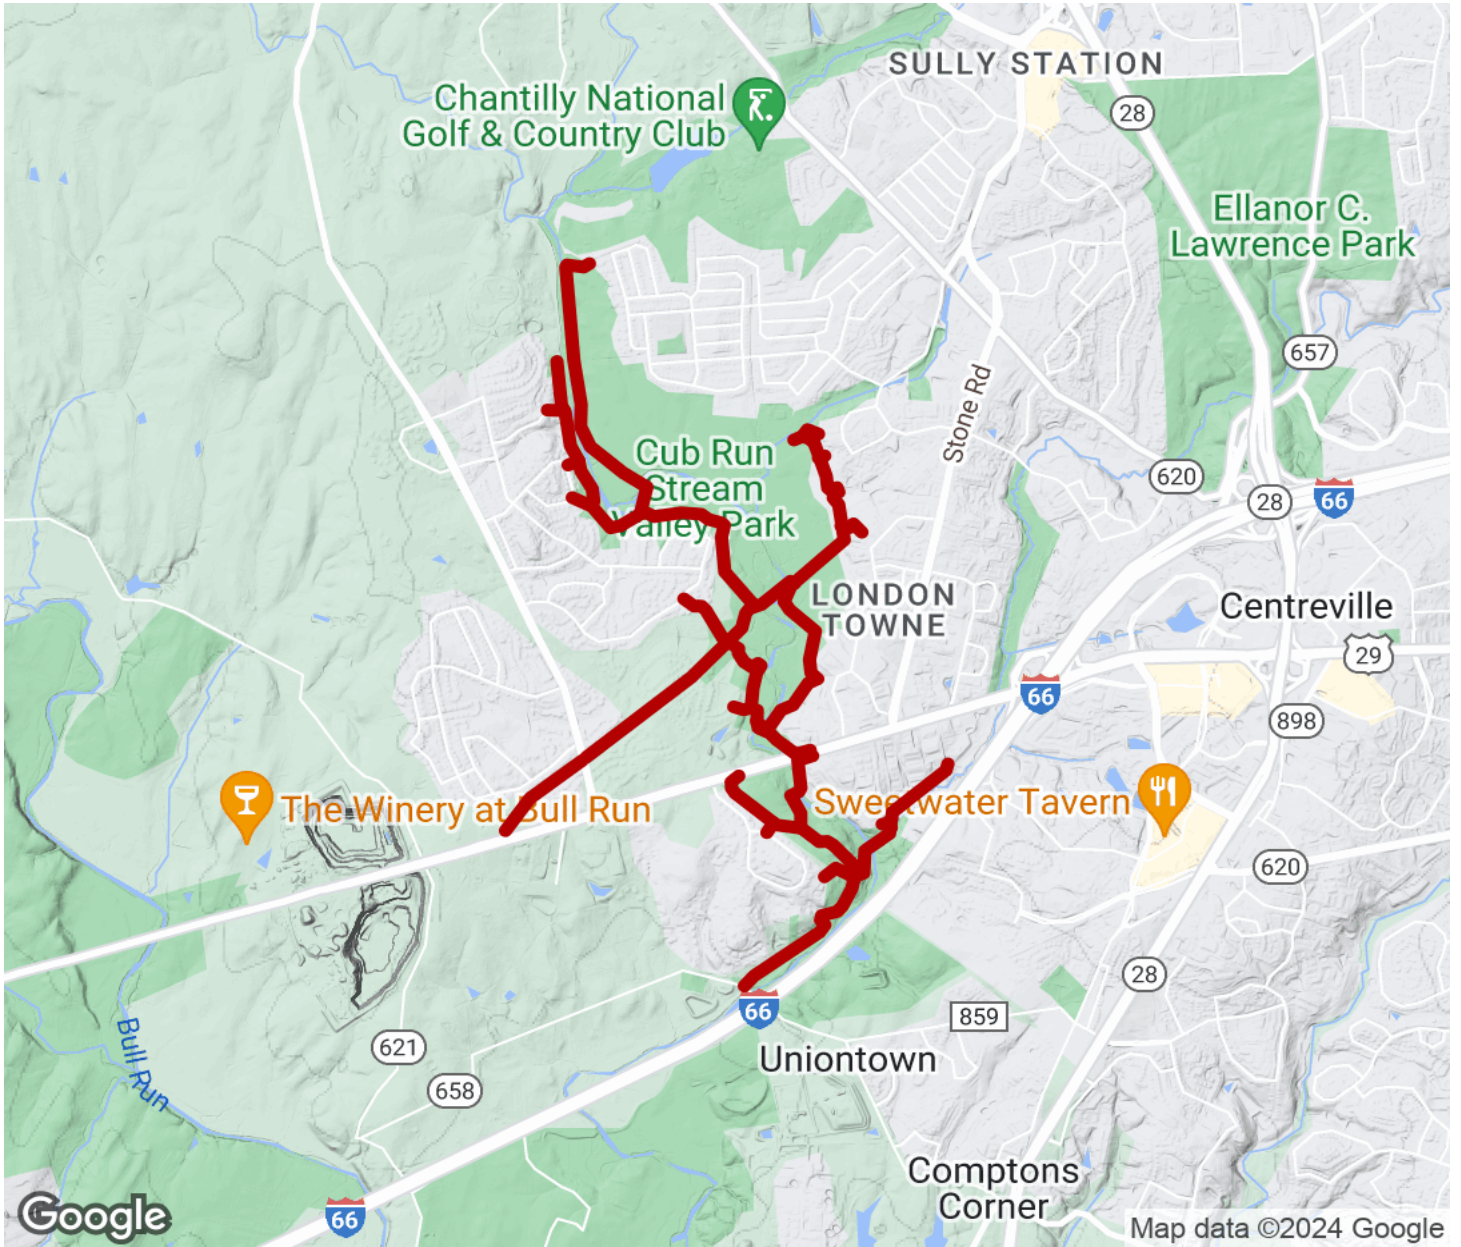 SULLY STATION
Chantilly National
Golf & Country Club
28
Ellanor C.
Lawrence Park
657
Stone Rd
Cub Run
Stream
Valley Park
620
28
66
LONDON
TOWNE
Centreville
29
66
898
The Winery at Bull Run
Sweetwater Tavern
620
28
66
859
Bull Run
621
Uniontown
658
Comptons
Corner
66
Google
Map data ©2024 Google